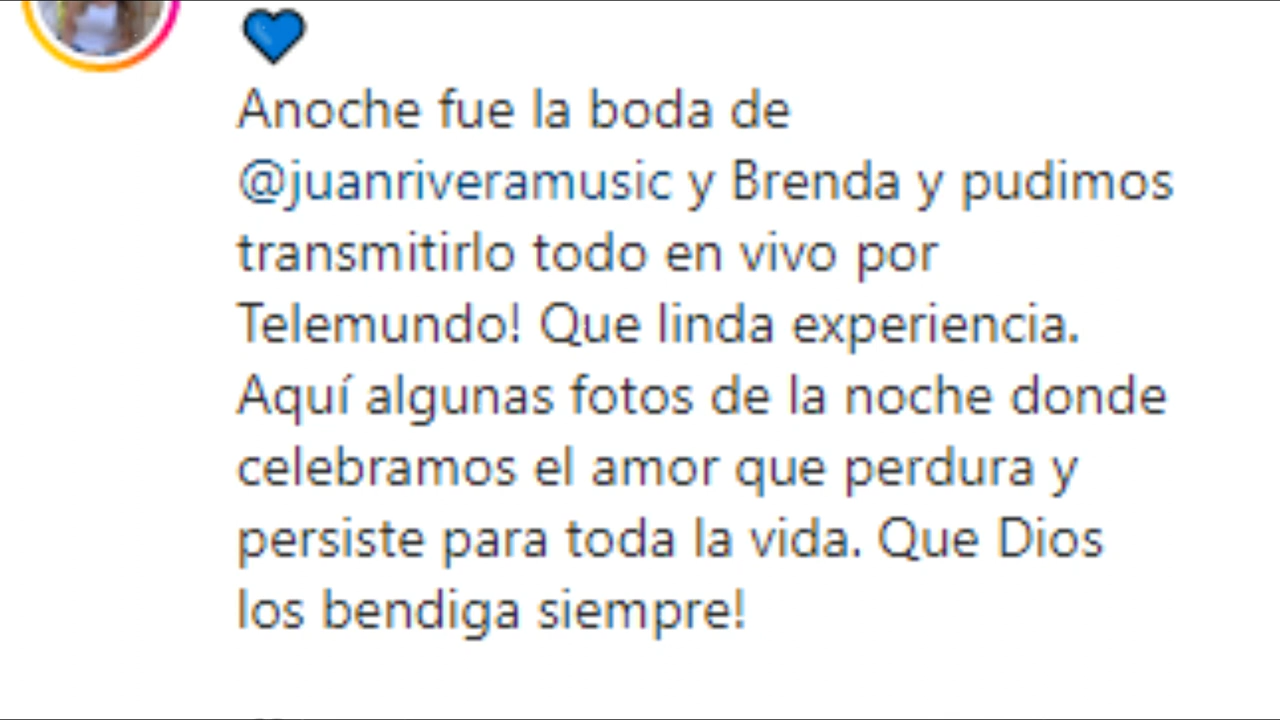 💙
Anoche fue la boda de
@juanriveramusic y Brenda y pudimos
transmitirlo todo en vivo por
Telemundo! Que linda experiencia.
Aquí algunas fotos de la noche donde
celebramos el amor que perdura y
persiste para toda la vida. Que Dios
los bendiga siempre!